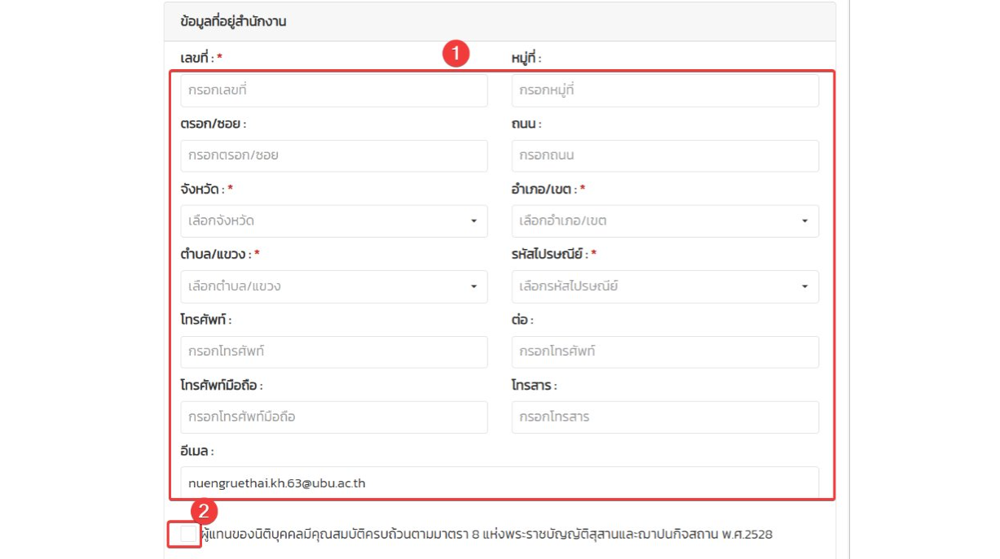 ข้อมูลที่อยู่สำนักงาน
1
เลขที่ : * หมู่ที่ :
กรอกเลขที่ กรอกหมู่ที่
ตรอก/ซอย : ถนน :
กรอกตรอก/ซอย กรอกถนน
จังหวัด : * อำเภอ/เขต : *
เลือกจังหวัด เลือกอำเภอ/เขต
ตำบล/แขวง : * รหัสไปรษณีย์ : *
เลือกตำบล/แขวง เลือกรหัสไปรษณีย์
โทรศัพท์ : ต่อ :
กรอกโทรศัพท์ กรอกโทรศัพท์
โทรศัพท์มือถือ : โทรสาร :
กรอกโทรศัพท์มือถือ กรอกโทรสาร
อีเมล :
nuengruethai.kh.63@ubu.ac.th
2
ผู้แทนของนิติบุคคลมีคุณสมบัติครบถ้วนตามมาตรา 8 แห่งพระราชบัญญัติสุสานและฌาปนกิจสถาน พ.ศ.2528